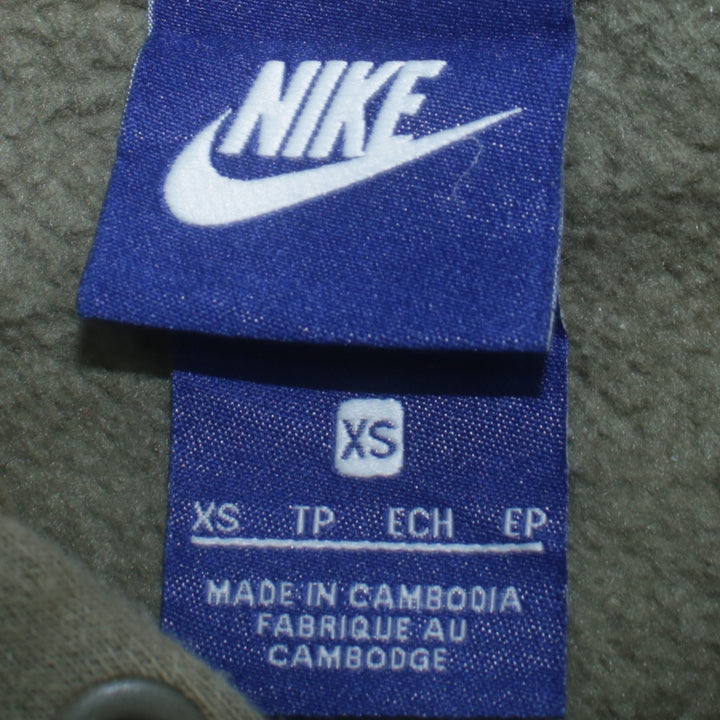 NIKE
XS
XS TP ECH EP
MADE IN CAMBODIA
FABRIQUE AU
CAMBODGE